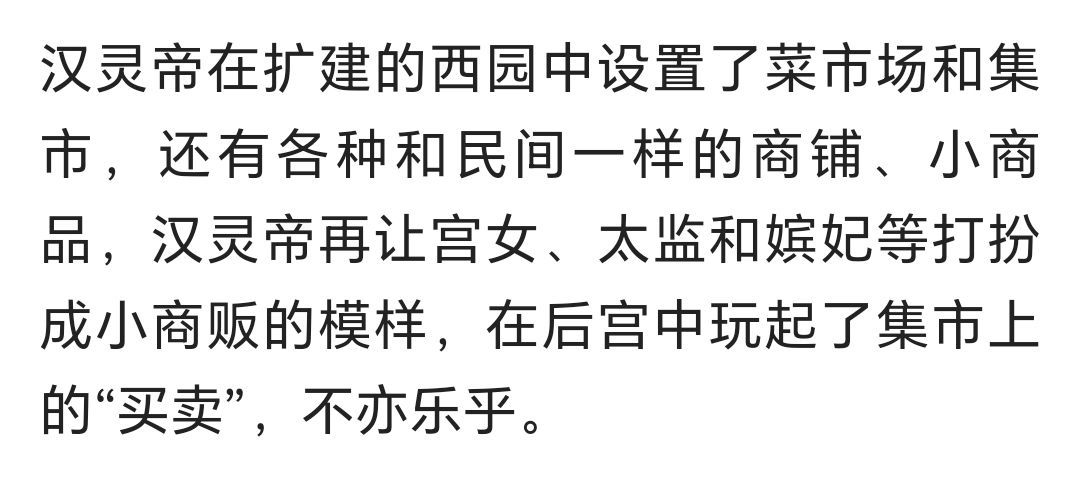 汉灵帝在扩建的西园中设置了菜市场和集
市，还有各种和民间一样的商铺、小商
品，汉灵帝再让宫女、太监和嫔妃等打扮
成小商贩的模样，在后宫中玩起了集市上
的“买卖”，不亦乐乎。